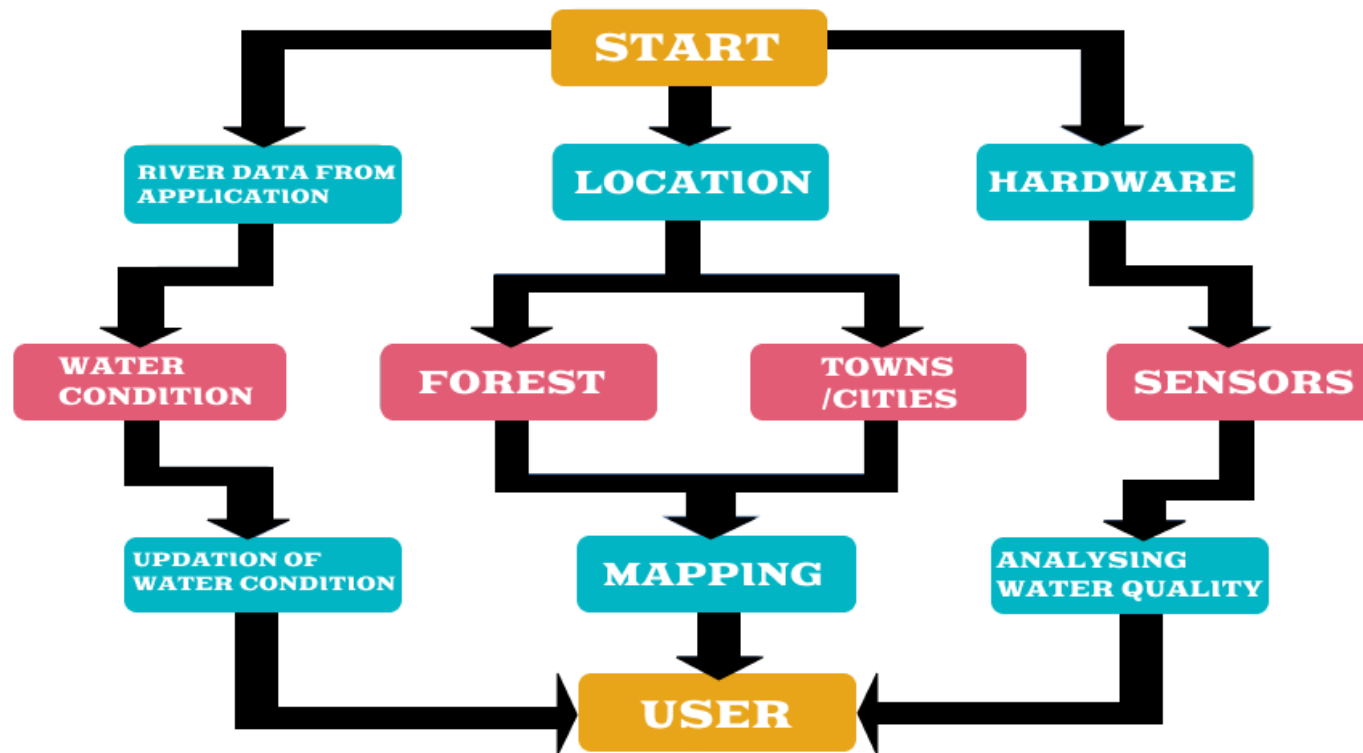 START
RIVER DATA FROM
APPLICATION
LOCATION
HARDWARE
WATER
CONDITION
FOREST
TOWNS
/CITIES
SENSORS
UPDATION OF
WATER CONDITION
MAPPING
ANALYSING
WATER QUALITY
USER